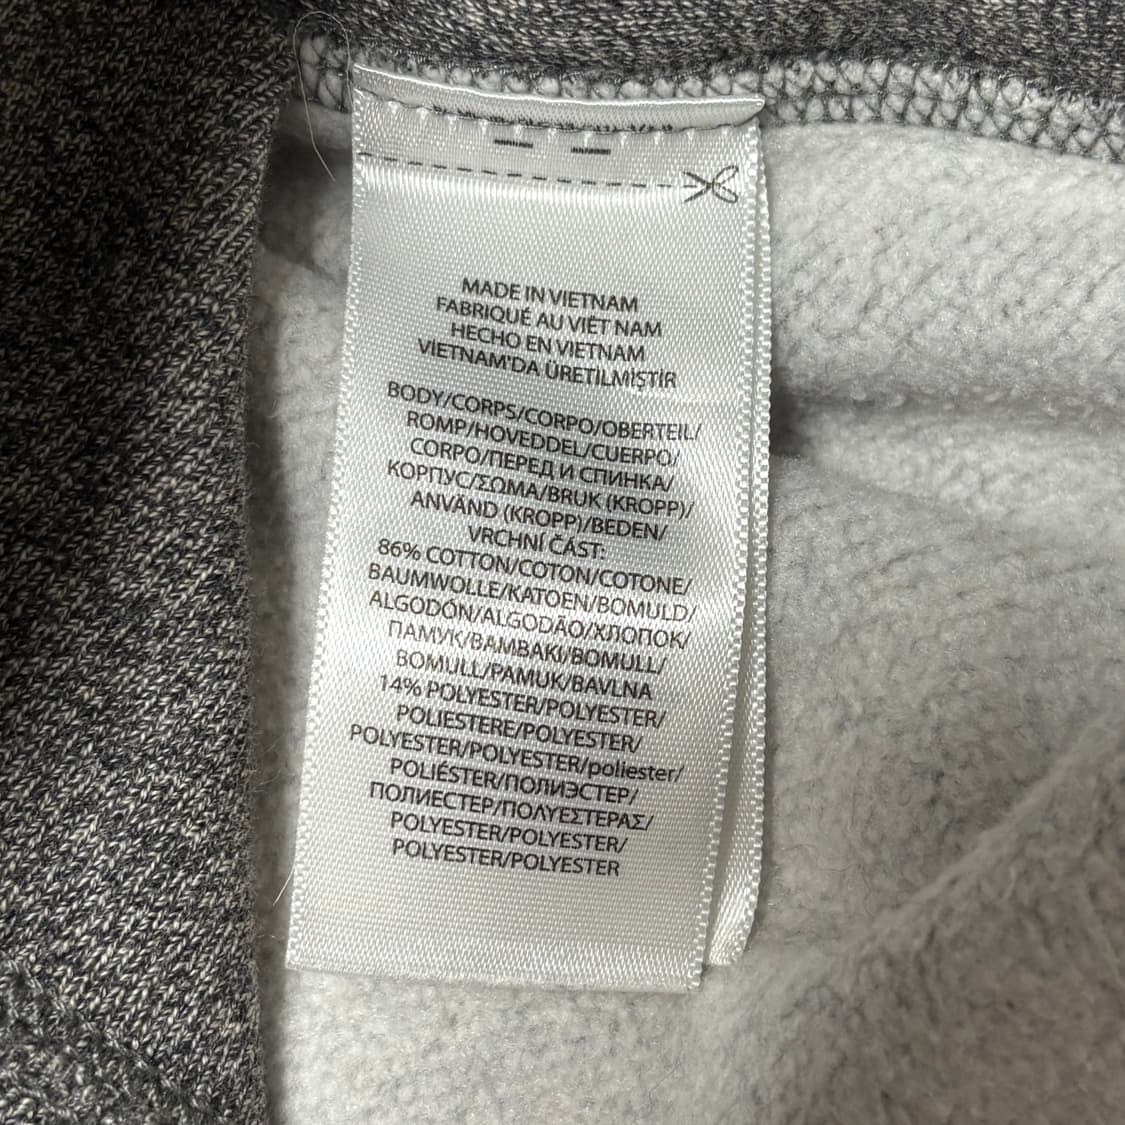 MADE IN VIETNAM
FABRIQUÉ AU VIÊT NAM
HECHO EN VIETNAM
VIETNAM'DA ÜRETILMIŞTIR
BODY/CORPS/CORPO/OBERTEIL/
ROMP/HOVEDDEL/CUERPO/
CORPO/ПЕРЕД И СПИНКА/
КОРПУС/ΣΩΜΑ/BRUK (KROPP)/
ANVÄND (KROPP)/BEDEN/
VRCHNÍ ČÁST:
86% COTTON/COTON/COTONE/
BAUMWOLLE/KATOEN/BOMULD/
ALGODÓN/ALGODÃO/ХЛОПОК/
ПАМУК/ΒΑΜΒΑΚΙ/BOMULL/
BOMULL/PAMUK/BAVLNA
14% POLYESTER/POLYESTER/
POLIESTERE/POLYESTER/
POLYESTER/POLYESTER/poliester/
POLIÉSTER/ПОЛИЭСТЕР/
ПОЛИЕСТЕР/ΠΟΛΥΕΣΤΕΡΑΣ/
POLYESTER/POLYESTER/
POLYESTER/POLYESTER